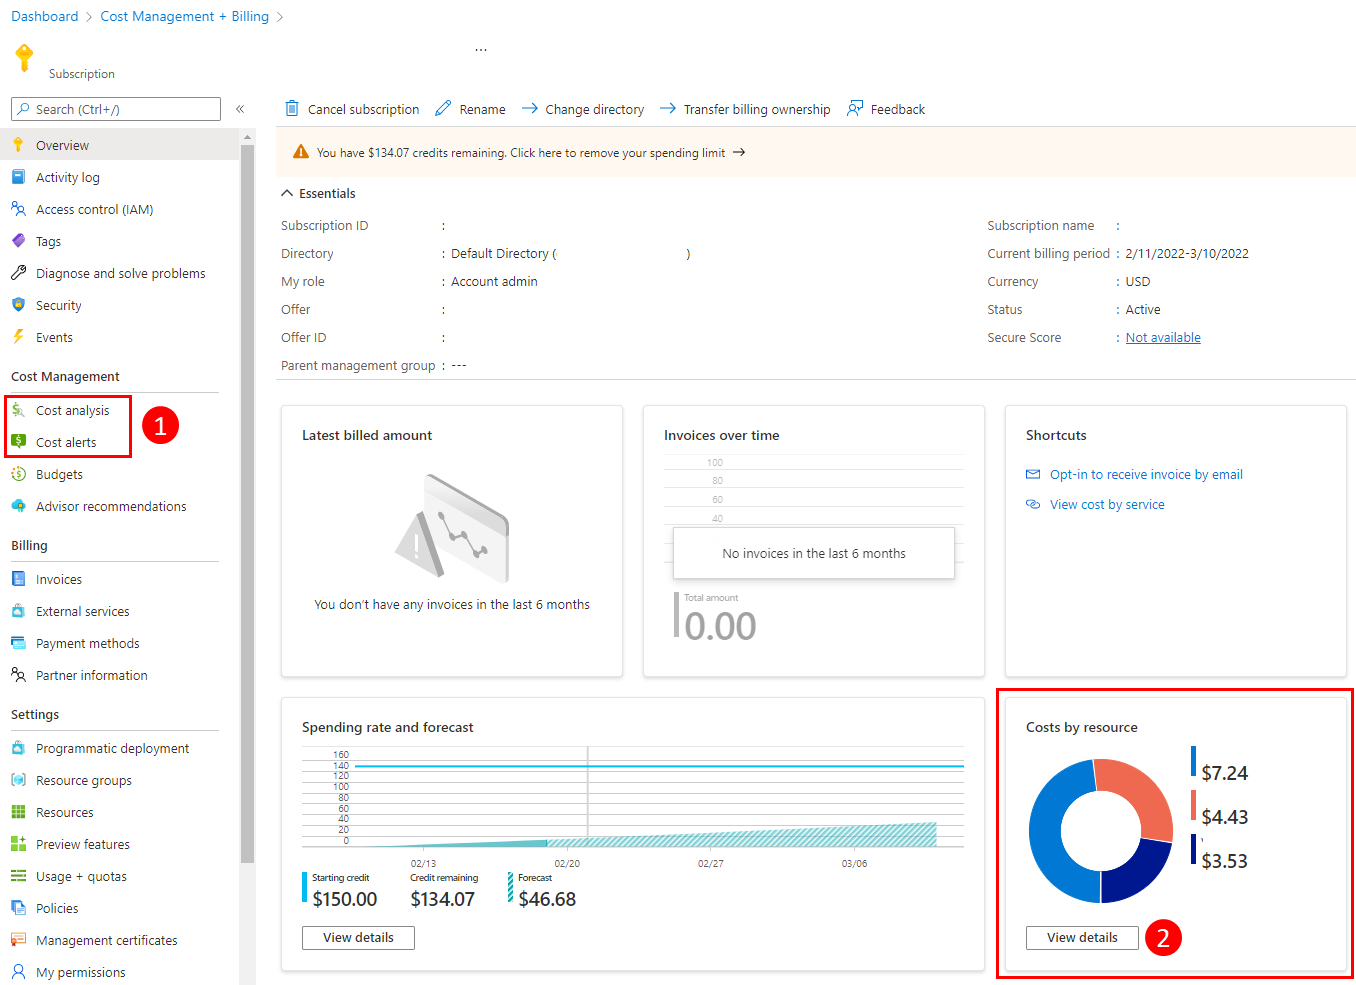 Dashboard > Cost Management + Billing >
...
Subscription
Search (Ctrl+/) «
Cancel subscription Rename Change directory Transfer billing ownership Feedback
You have $134.07 credits remaining. Click here to remove your spending limit →
Overview
Activity log
Access control (IAM)
Tags
Diagnose and solve problems
Security
Events
Cost Management
Cost analysis
Cost alerts
1
Budgets
Advisor recommendations
Billing
Invoices
External services
Payment methods
Partner information
Settings
Programmatic deployment
Resource groups
Resources
Preview features
Usage + quotas
Policies
Management certificates
My permissions
Essentials
Subscription ID :
Directory : Default Directory ( )
My role : Account admin
Offer :
Offer ID :
Parent management group : ---
Subscription name :
Current billing period : 2/11/2022-3/10/2022
Currency : USD
Status : Active
Secure Score : Not available
Latest billed amount
You don't have any invoices in the last 6 months
Invoices over time
100
80
60
40
No invoices in the last 6 months
Total amount
0.00
Shortcuts
Opt-in to receive invoice by email
View cost by service
Spending rate and forecast
160
140
120
100
80
60
40
20
0
02/13 02/20 02/27 03/06
Starting credit Credit remaining Forecast
$150.00 $134.07 $46.68
View details
Costs by resource
$7.24
$4.43
$3.53
View details 2